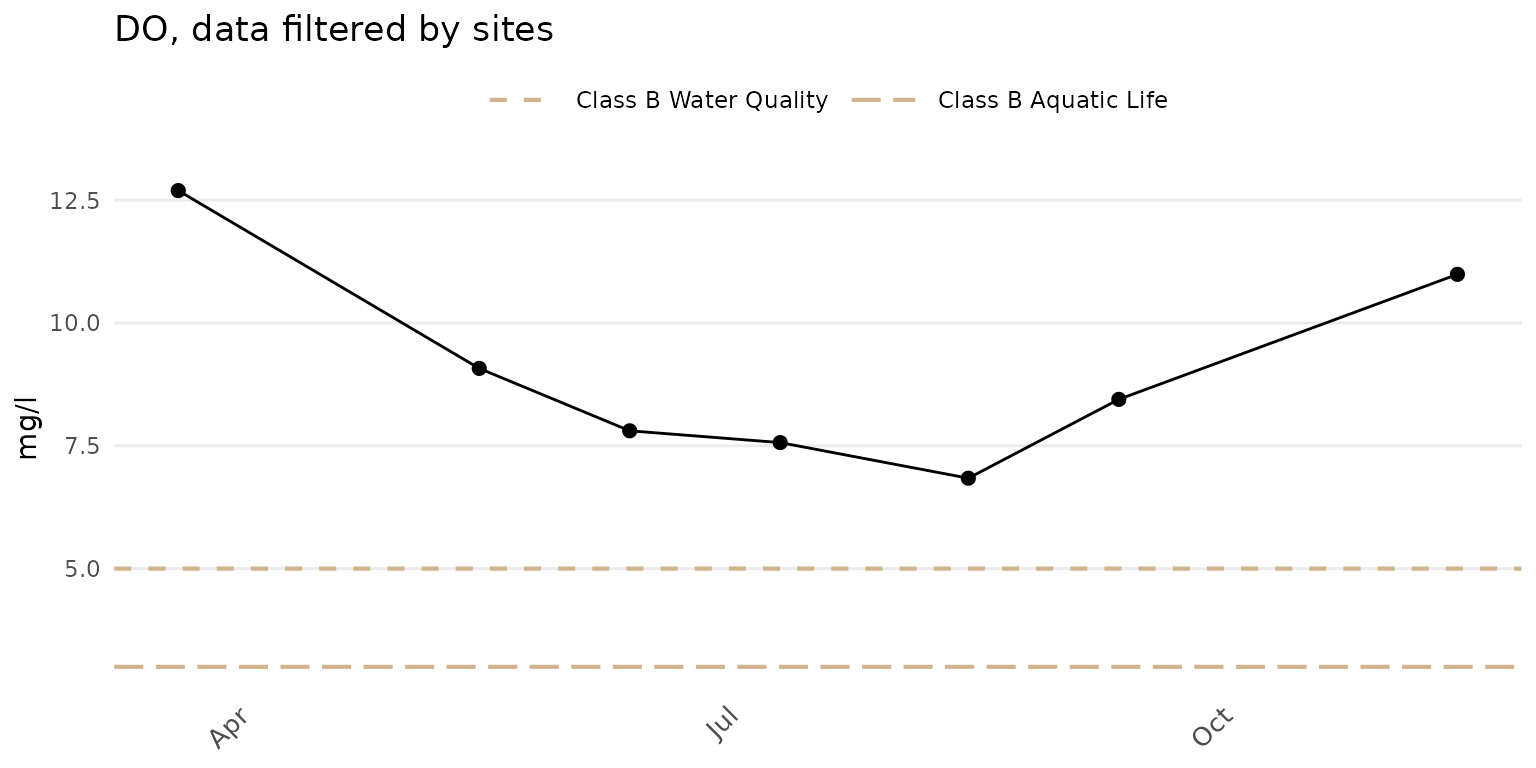 DO, data filtered by sites
Class B Water Quality Class B Aquatic Life
12.5
10.0
7.5
5.0
mg/l
Apr Jul Oct